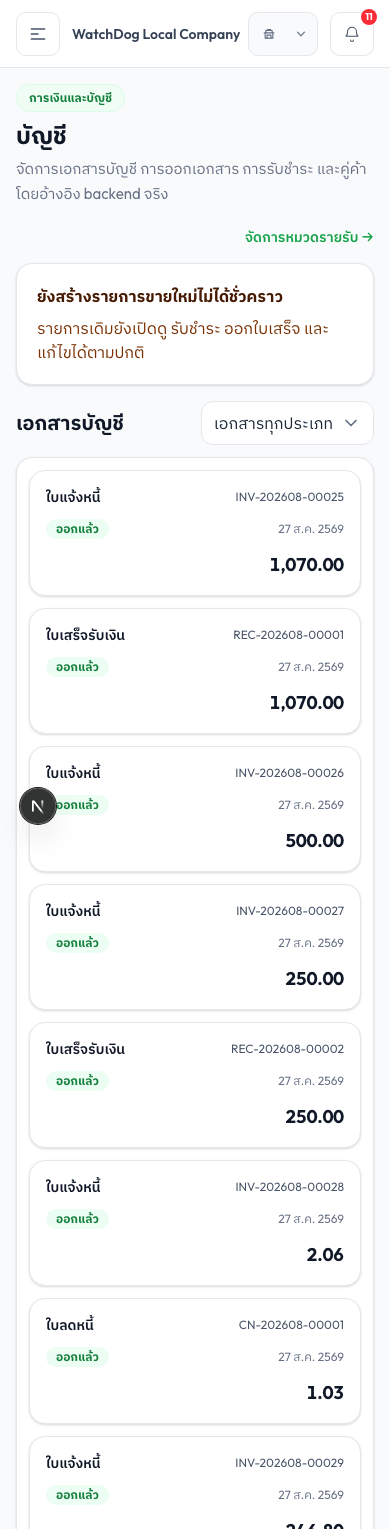 WatchDog Local Company
11
การเงินและบัญชี
บัญชี
จัดการเอกสารบัญชี การออกเอกสาร การรับชำระ และคู่ค้า
โดยอ้างอิง backend จริง
จัดการหมวดรายรับ →
ยังสร้างรายการขายใหม่ไม่ได้ชั่วคราว
รายการเดิมยังเปิดดู รับชำระ ออกใบเสร็จ และ
แก้ไขได้ตามปกติ
เอกสารบัญชี
เอกสารทุกประเภท
ใบแจ้งหนี้ INV-202608-00025
ออกแล้ว 27 ส.ค. 2569
1,070.00
ใบเสร็จรับเงิน REC-202608-00001
ออกแล้ว 27 ส.ค. 2569
1,070.00
ใบแจ้งหนี้ INV-202608-00026
N ออกแล้ว 27 ส.ค. 2569
500.00
ใบแจ้งหนี้ INV-202608-00027
ออกแล้ว 27 ส.ค. 2569
250.00
ใบเสร็จรับเงิน REC-202608-00002
ออกแล้ว 27 ส.ค. 2569
250.00
ใบแจ้งหนี้ INV-202608-00028
ออกแล้ว 27 ส.ค. 2569
2.06
ใบลดหนี้ CN-202608-00001
ออกแล้ว 27 ส.ค. 2569
1.03
ใบแจ้งหนี้ INV-202608-00029
ออกแล้ว 27 ส.ค. 2569